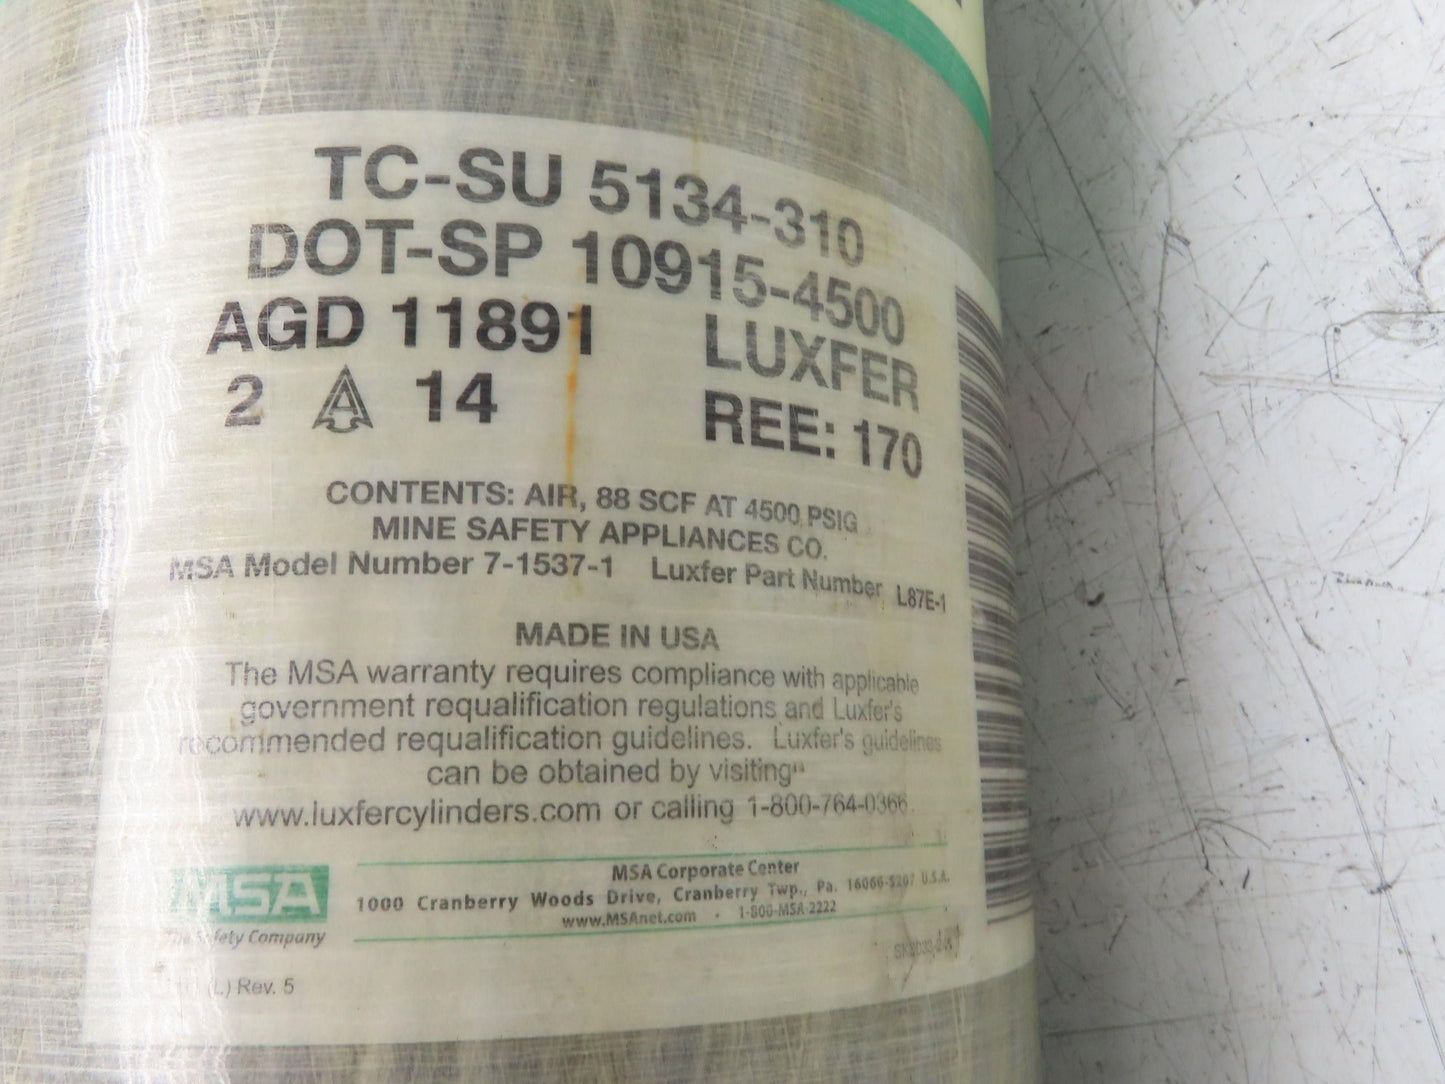 TC-SU 5134-310
DOT-SP 10915-4500
AGD 11891 LUXFER
2 A 14 REE: 170
CONTENTS: AIR, 88 SCF AT 4500 PSIG
MINE SAFETY APPLIANCES CO.
MSA Model Number 7-1537-1 Luxfer Part Number L87E-1
MADE IN USA
The MSA warranty requires compliance with applicable
government requalification regulations and Luxfer's
recommended requalification guidelines. Luxfer's guidelines
can be obtained by visiting"
www.luxfercylinders.com or calling 1-800-764-0366.
MSA
The Safety Company
MSA Corporate Center
1000 Cranberry Woods Drive, Cranberry Twp., Pa. 16066-5207 U.S.A.
www.MSAnet.com • 1-800-MSA-2222
(L) Rev. 5